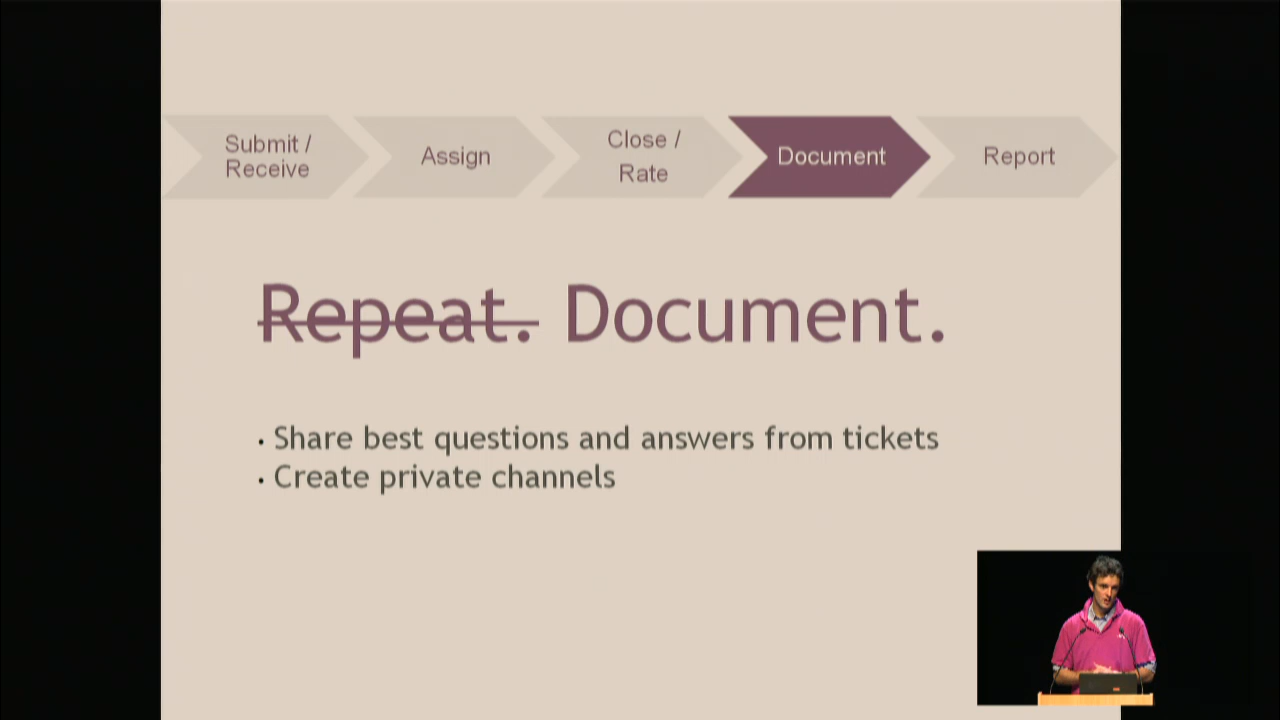 Submit /
Receive
Assign
Close /
Rate
Document
Report
Repeat. Document.
• Share best questions and answers from tickets
• Create private channels